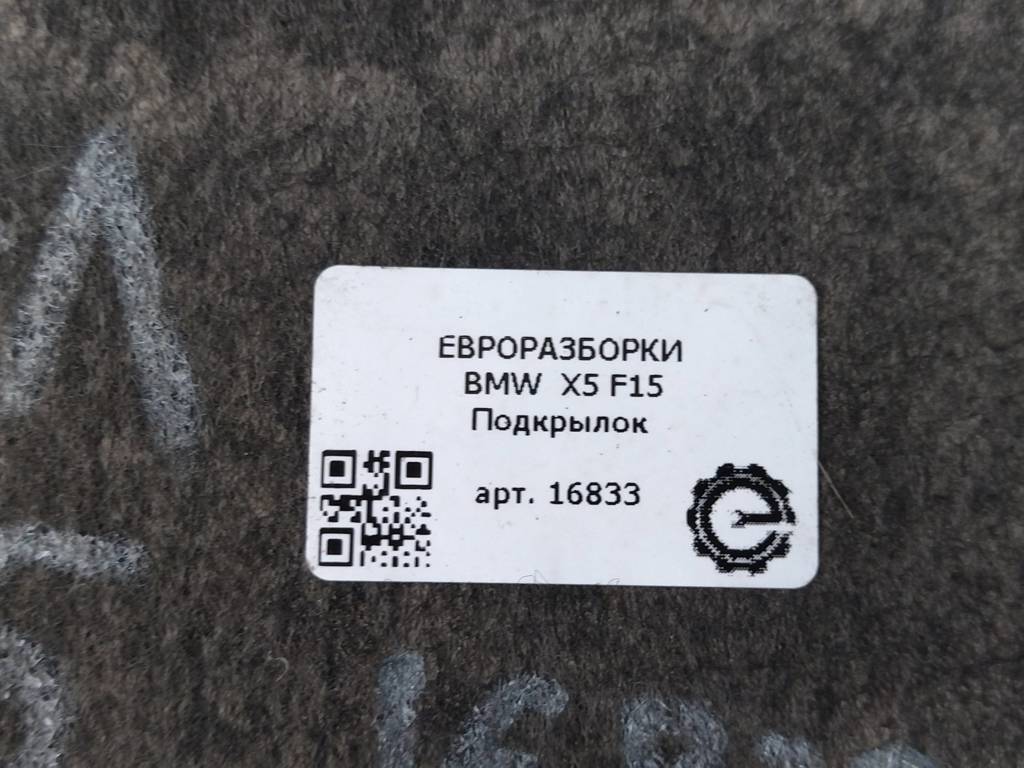 ЕВРОРАЗБОРКИ
BMW X5 F15
Подкрылок
арт. 16833